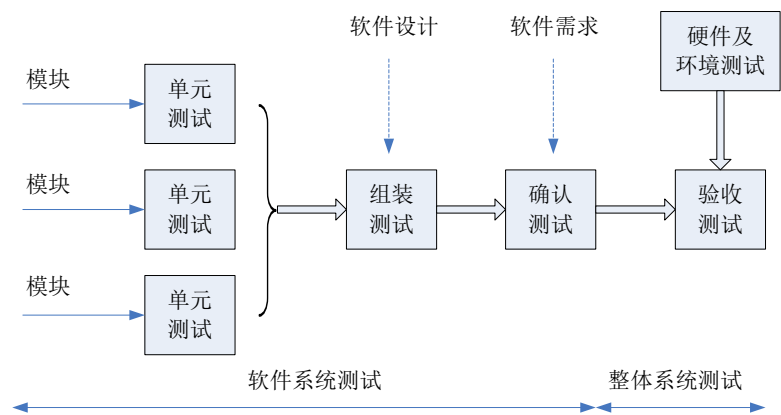 软件设计
软件需求
硬件及
环境测试
模块
单元
测试
模块
单元
测试
组装
测试
确认
测试
验收
测试
模块
单元
测试
软件系统测试
整体系统测试